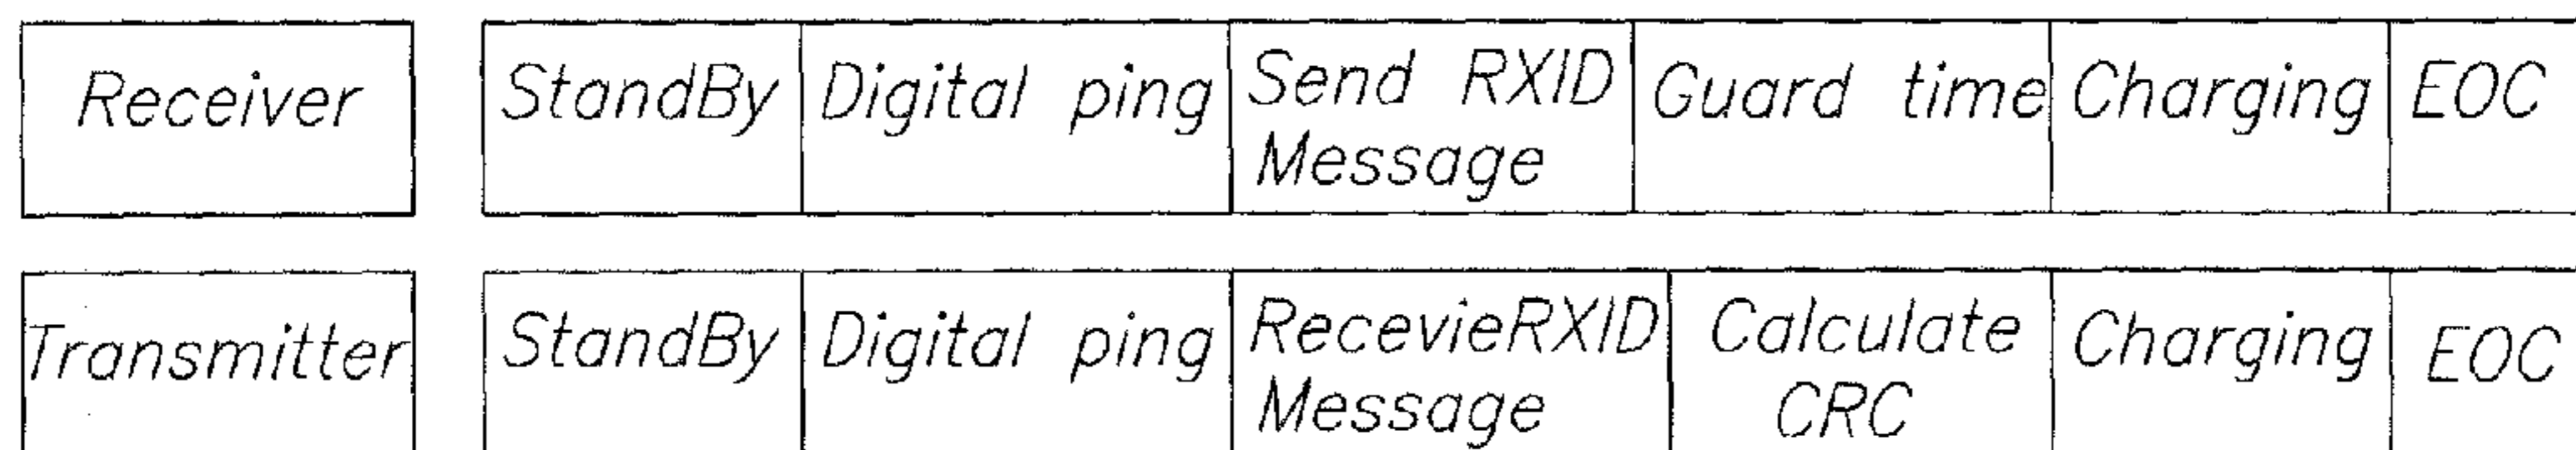 Receiver StandBy Digital ping Send RXID Guard time Charging EOC
Message
Transmitter StandBy Digital ping RecevieRXID Calculate Charging EOC
Message CRC